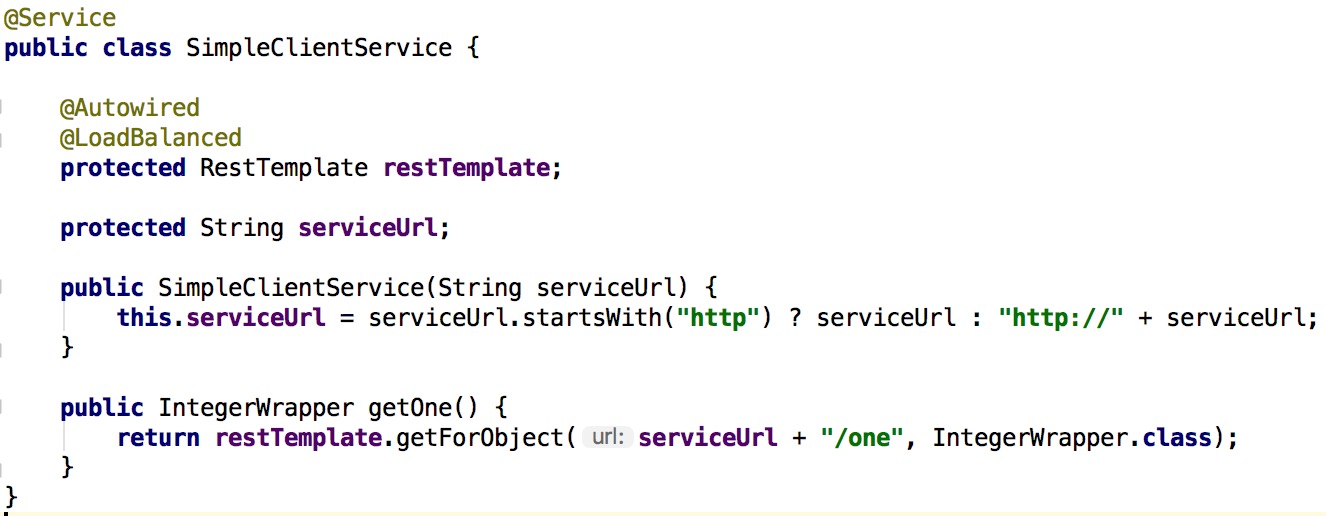 @Service
public class SimpleClientService {
@Autowired
@LoadBalanced
protected RestTemplate restTemplate;
protected String serviceUrl;
public SimpleClientService(String serviceUrl) {
this.serviceUrl = serviceUrl.startsWith("http") ? serviceUrl : "http://" + serviceUrl;
}
public IntegerWrapper getOne() {
return restTemplate.getForObject( url: serviceUrl + "/one", IntegerWrapper.class);
}
}